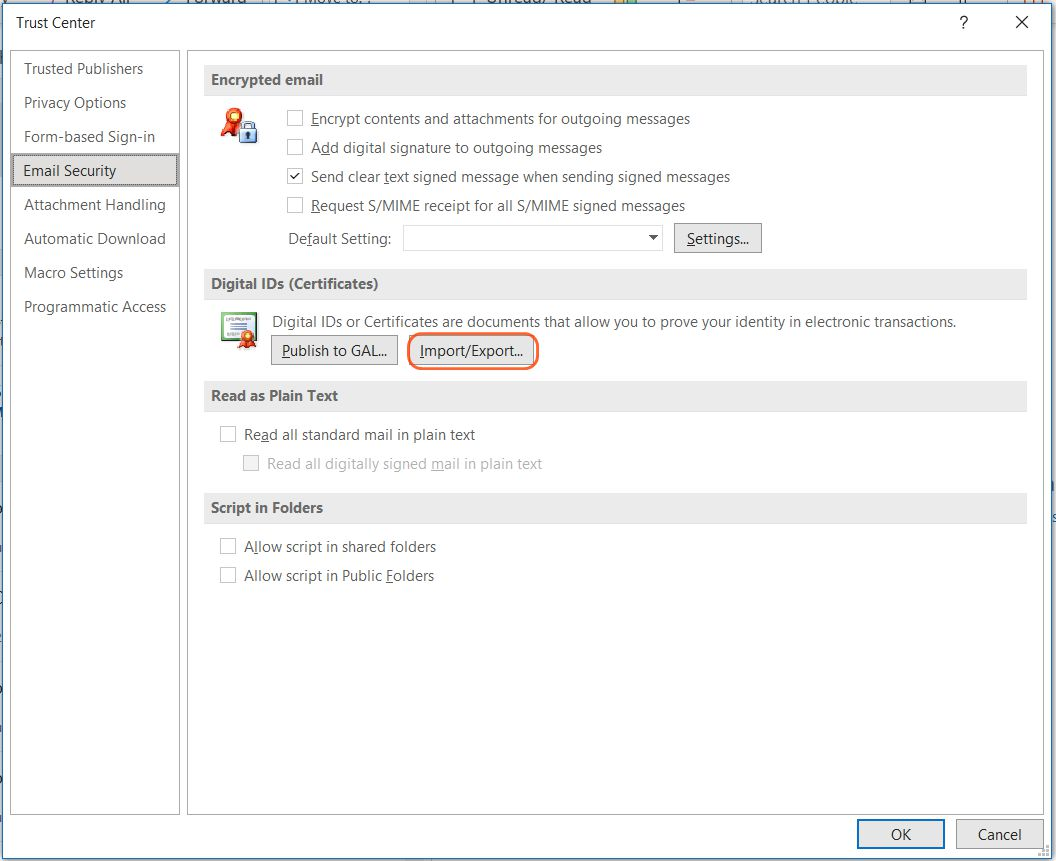 Trust Center
?
Trusted Publishers
Privacy Options
Form-based Sign-in
Email Security
Attachment Handling
Automatic Download
Macro Settings
Programmatic Access
Encrypted email
Encrypt contents and attachments for outgoing messages
Add digital signature to outgoing messages
Send clear text signed message when sending signed messages
Request S/MIME receipt for all S/MIME signed messages
Default Setting:
Settings...
Digital IDs (Certificates)
Digital IDs or Certificates are documents that allow you to prove your identity in electronic transactions.
Publish to GAL... Import/Export...
Read as Plain Text
Read all standard mail in plain text
Read all digitally signed mail in plain text
Script in Folders
Allow script in shared folders
Allow script in Public Folders
OK Cancel